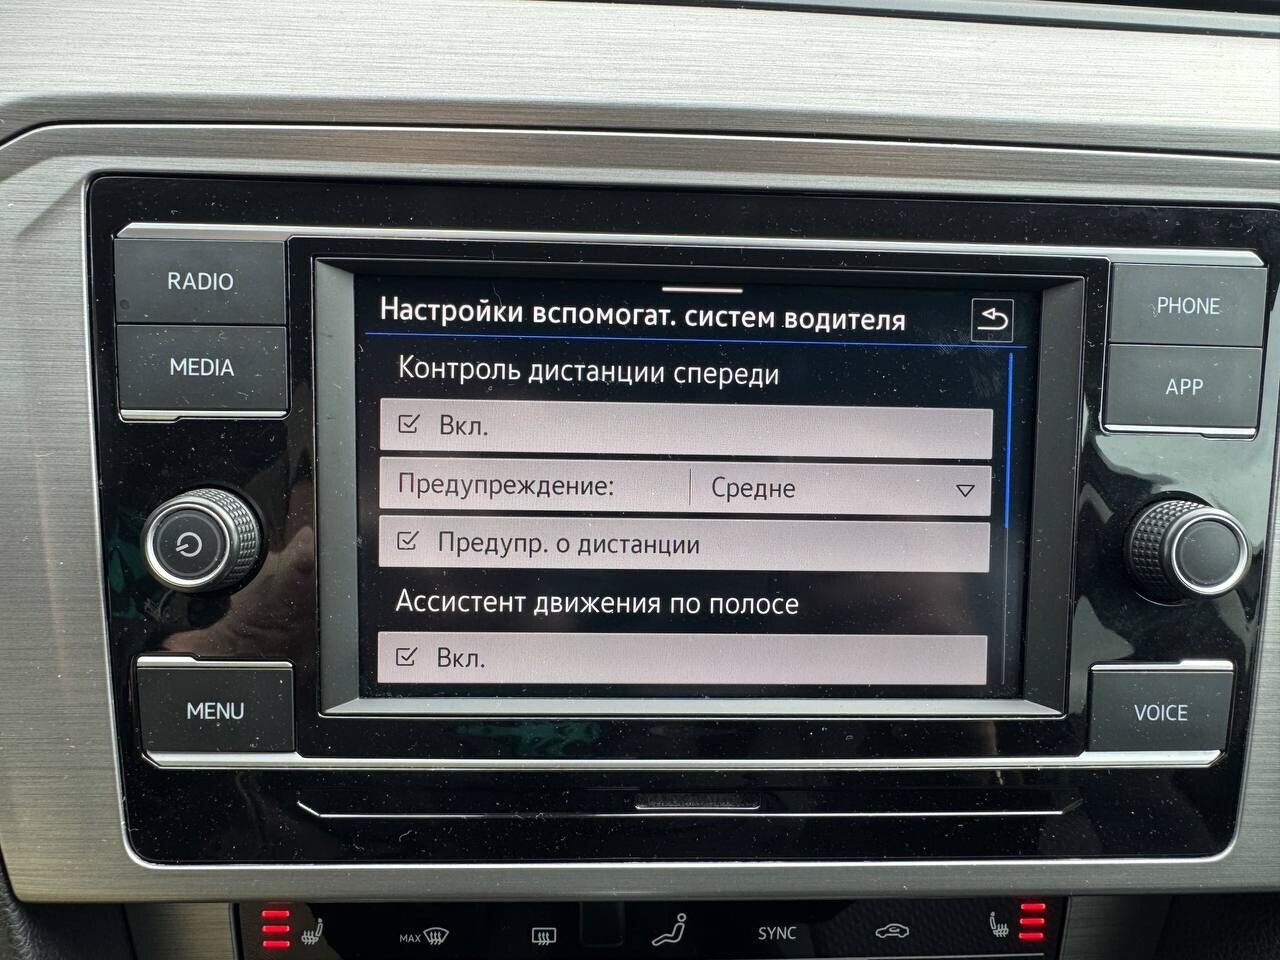 RADIO
MEDIA
MENU
Настройки вспомогат. систем водителя
Контроль дистанции спереди
Вкл.
Предупреждение: Средне
Предупр. о дистанции
Ассистент движения по полосе
Вкл.
PHONE
APP
VOICE
MAX
SYNC